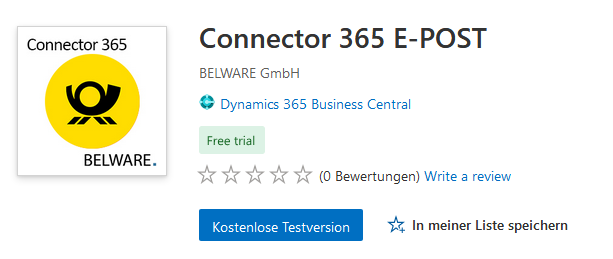 Connector 365
BELWARE.
Connector 365 E-POST
BELWARE GmbH
Dynamics 365 Business Central
Free trial
(0 Bewertungen) Write a review
Kostenlose Testversion
In meiner Liste speichern